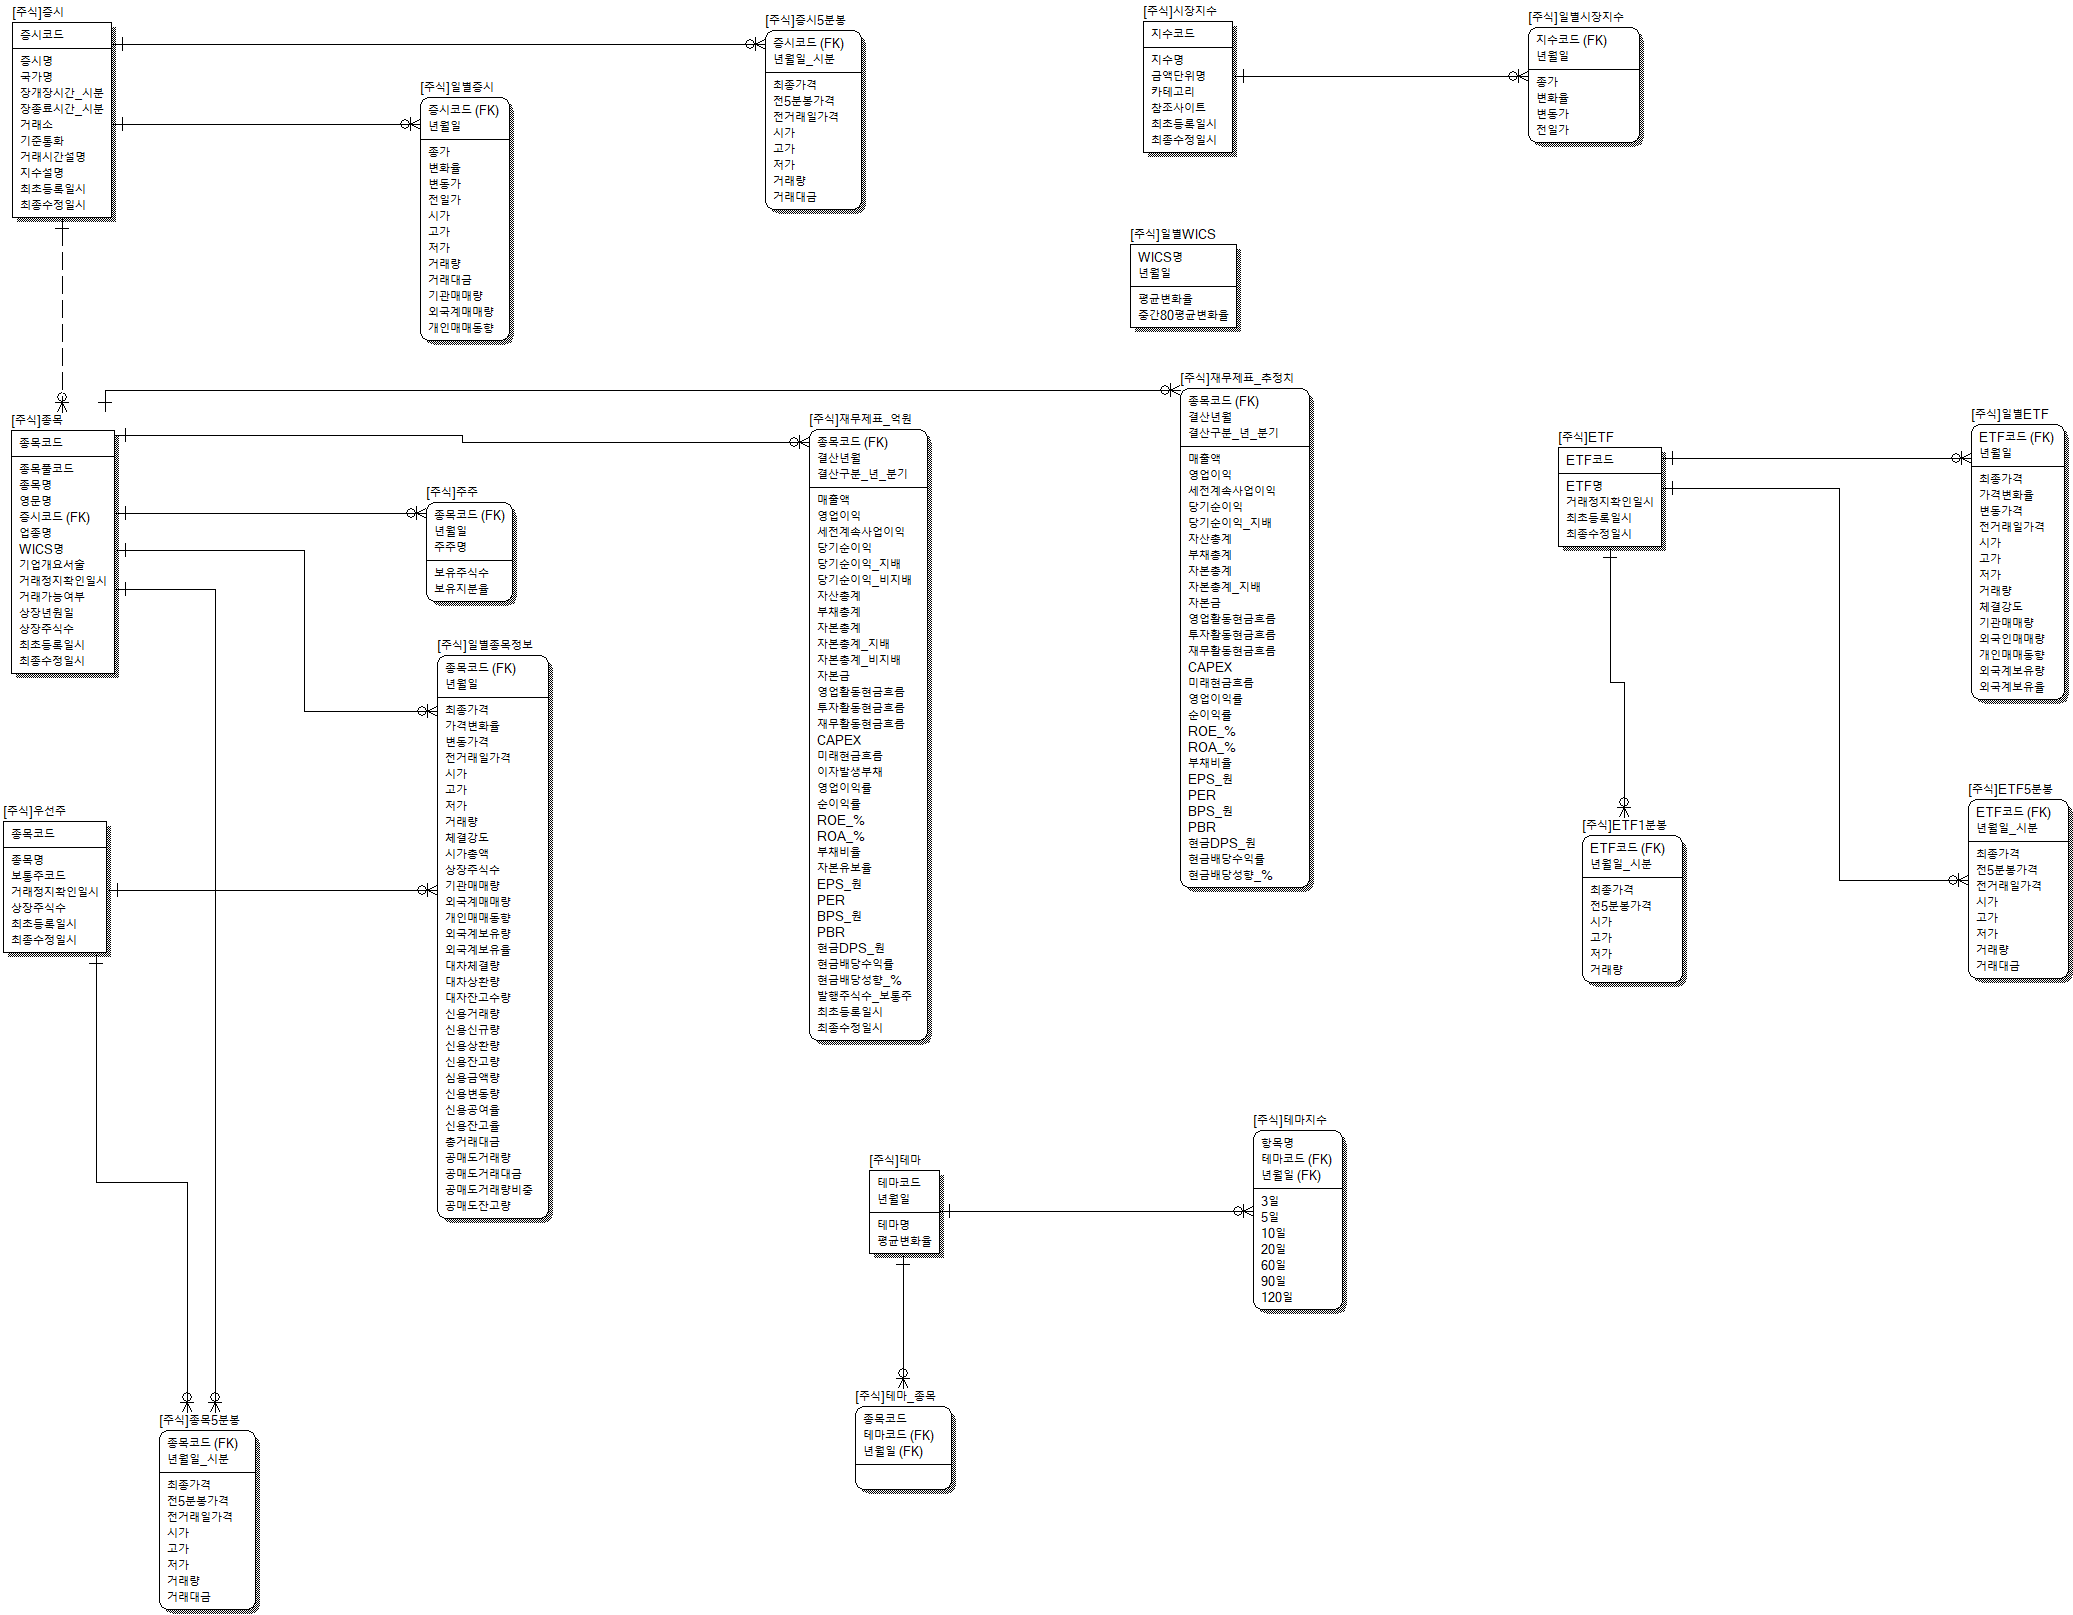 [주식]증시
증시코드
증시명
국가명
장개장시간_시분
장종료시간_시분
거래소
기준통화
거래시간설명
지수설명
최초등록일시
최종수정일시
[주식]일별증시
증시코드 (FK)
년월일
종가
변화율
변동가
전일가
시가
고가
저가
거래량
거래대금
기관매매량
외국계매매량
개인매매동향
[주식]증시5분봉
증시코드 (FK)
년월일_시분
최종가격
전5분봉가격
전거래일가격
시가
고가
저가
거래량
거래대금
[주식]시장지수
지수코드
지수명
금액단위명
카테고리
참조사이트
최초등록일시
최종수정일시
[주식]일별시장지수
지수코드 (FK)
년월일
종가
변화율
변동가
전일가
[주식]일별WICS
WICS명
년월일
평균변화율
중간80평균변화율
[주식]종목
종목코드
종목풀코드
종목명
영문명
증시코드 (FK)
업종명
WICS명
기업개요서술
거래정지확인일시
거래가능여부
상장년원일
상장주식수
최초등록일시
최종수정일시
[주식]주주
종목코드 (FK)
년월일
주주명
보유주식수
보유지분율
[주식]일별종목정보
종목코드 (FK)
년월일
최종가격
가격변화율
변동가격
전거래일가격
시가
고가
저가
거래량
체결강도
시가총액
상장주식수
기관매매량
외국계매매량
개인매매동향
외국계보유량
외국계보유율
대차체결량
대차상환량
대자잔고수량
신용거래량
신용신규량
신용상환량
신용잔고량
심용금액량
신용변동량
신용공여율
신용잔고율
총거래대금
공매도거래량
공매도거래대금
공매도거래량비중
공매도잔고량
[주식]재무제표_억원
종목코드 (FK)
결산년월
결산구분_년_분기
매출액
영업이익
세전계속사업이익
당기순이익
당기순이익_지배
당기순이익_비지배
자산총계
부채총계
자본총계
자본총계_지배
자본총계_비지배
자본금
영업활동현금흐름
투자활동현금흐름
재무활동현금흐름
CAPEX
미래현금흐름
이자발생부채
영업이익률
순이익률
ROE_%
ROA_%
부채비율
자본유보율
EPS_원
PER
BPS_원
PBR
현금DPS_원
현금배당수익률
현금배당성향_%
발행주식수_보통주
최초등록일시
최종수정일시
[주식]재무제표_추정치
종목코드 (FK)
결산년월
결산구분_년_분기
매출액
영업이익
세전계속사업이익
당기순이익
당기순이익_지배
자산총계
부채총계
자본총계
자본총계_지배
자본금
영업활동현금흐름
투자활동현금흐름
재무활동현금흐름
CAPEX
미래현금흐름
영업이익률
순이익률
ROE_%
ROA_%
부채비율
EPS_원
PER
BPS_원
PBR
현금DPS_원
현금배당수익률
현금배당성향_%
[주식]ETF
ETF코드
ETF명
거래정지확인일시
최초등록일시
최종수정일시
[주식]일별ETF
ETF코드 (FK)
년월일
최종가격
가격변화율
변동가격
전거래일가격
시가
고가
저가
거래량
체결강도
기관매매량
외국인매매량
개인매매동향
외국계보유량
외국계보유율
[주식]ETF1분봉
ETF코드 (FK)
년월일_시분
최종가격
전5분봉가격
시가
고가
저가
거래량
[주식]ETF5분봉
ETF코드 (FK)
년월일_시분
최종가격
전5분봉가격
전거래일가격
시가
고가
저가
거래량
거래대금
[주식]우선주
종목코드
종목명
보통주코드
거래정지확인일시
상장주식수
최초등록일시
최종수정일시
[주식]테마
테마코드
년월일
테마명
평균변화율
[주식]테마지수
항목명
테마코드 (FK)
년월일 (FK)
3일
5일
10일
20일
60일
90일
120일
[주식]테마_종목
종목코드
테마코드 (FK)
년월일 (FK)
[주식]종목5분봉
종목코드 (FK)
년월일_시분
최종가격
전5분봉가격
전거래일가격
시가
고가
저가
거래량
거래대금